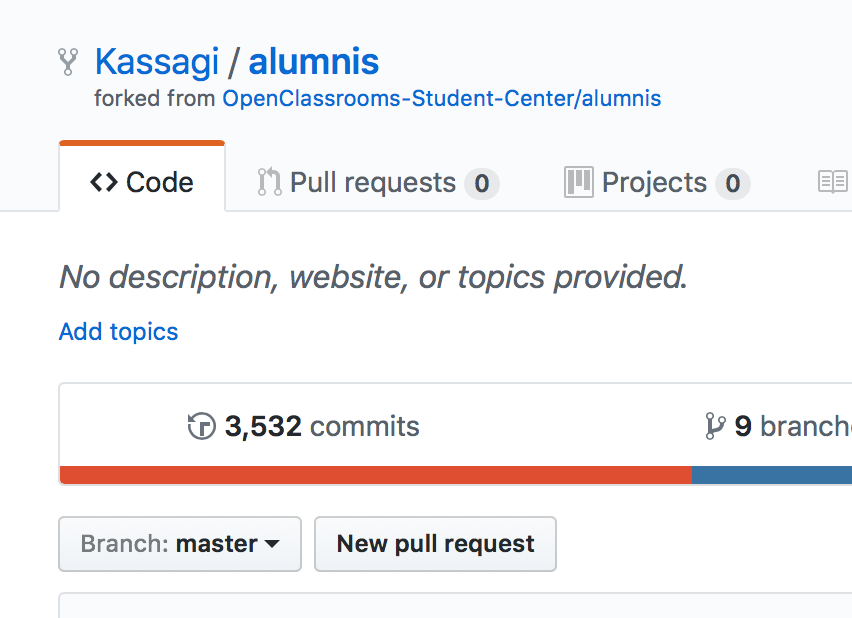 Kassagi / alumnis
forked from OpenClassrooms-Student-Center/alumnis
Code Pull requests 0 Projects 0
No description, website, or topics provided.
Add topics
3,532 commits 9 branche
Branch: master New pull request